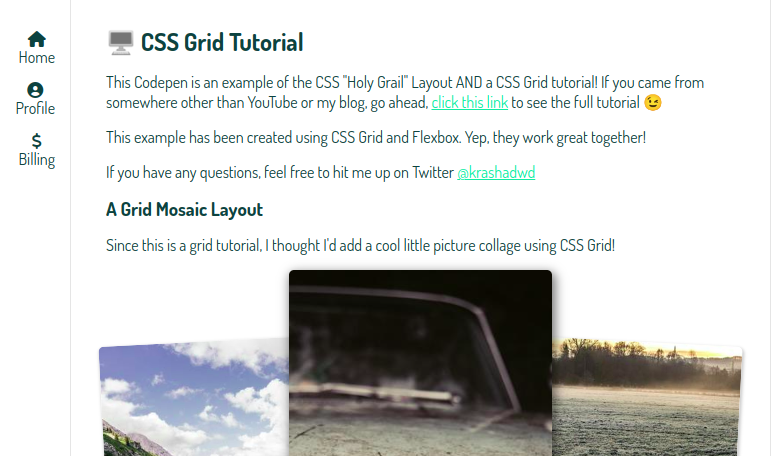 Home
Profile
Billing
🖥️ CSS Grid Tutorial
This Codepen is an example of the CSS "Holy Grail" Layout AND a CSS Grid tutorial! If you came from
somewhere other than YouTube or my blog, go ahead, click this link to see the full tutorial 😉
This example has been created using CSS Grid and Flexbox. Yep, they work great together!
If you have any questions, feel free to hit me up on Twitter @krashadwd
A Grid Mosaic Layout
Since this is a grid tutorial, I thought I'd add a cool little picture collage using CSS Grid!